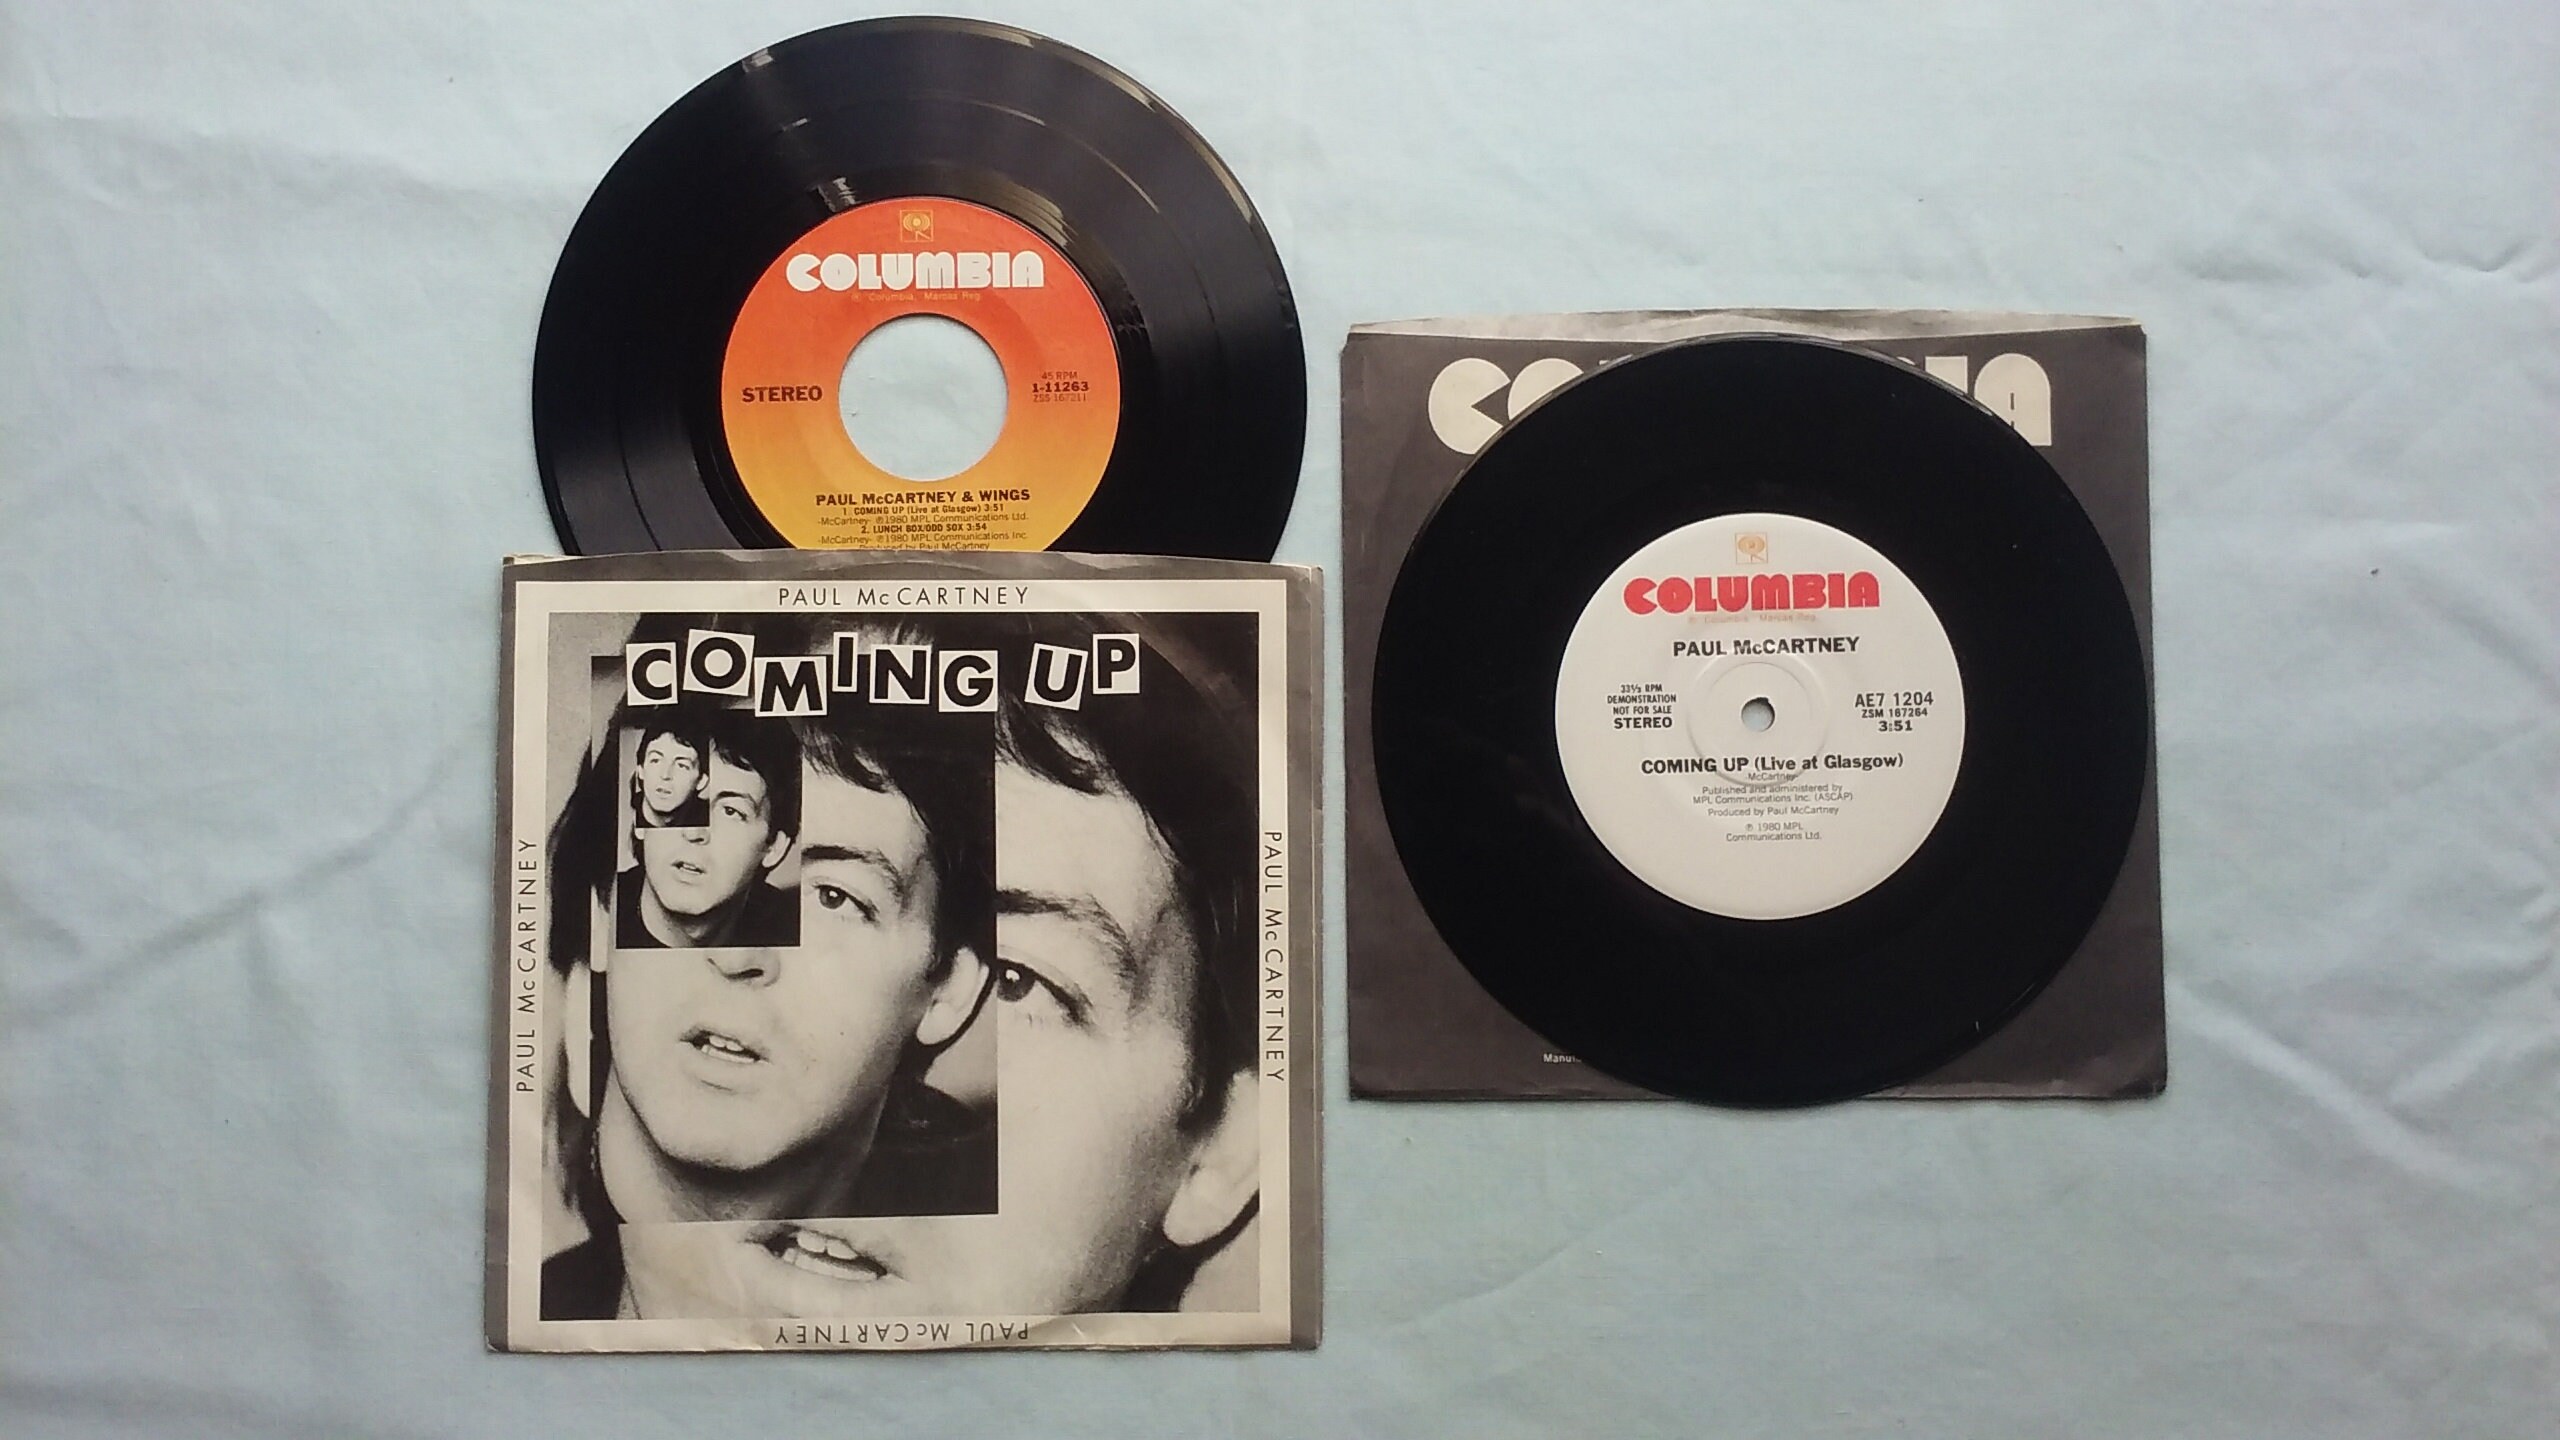 COLUMBIA
® Columbia, Marcas Reg.
STEREO
45 RPM
1-11263
ZSS 167211
PAUL McCARTNEY & WINGS
1. COMING UP (Live at Glasgow) 3:51
-McCartney- ℗1980 MPL Communications Ltd.
2. LUNCH BOX/ODD SOX 3:54
-McCartney- ℗1980 MPL Communications Inc.
Produced by Paul McCartney
PAUL McCARTNEY
COMING UP
PAUL McCARTNEY
PAUL McCARTNEY
PAUL McCARTNEY
COLUMBIA
® Columbia, Marcas Reg.
PAUL McCARTNEY
33⅓ RPM
DEMONSTRATION
NOT FOR SALE
STEREO
AE7 1204
ZSM 167264
3:51
COMING UP (Live at Glasgow)
-McCartney-
Published and administered by
MPL Communications Inc. (ASCAP)
Produced by Paul McCartney
℗ 1980 MPL
Communications Ltd.